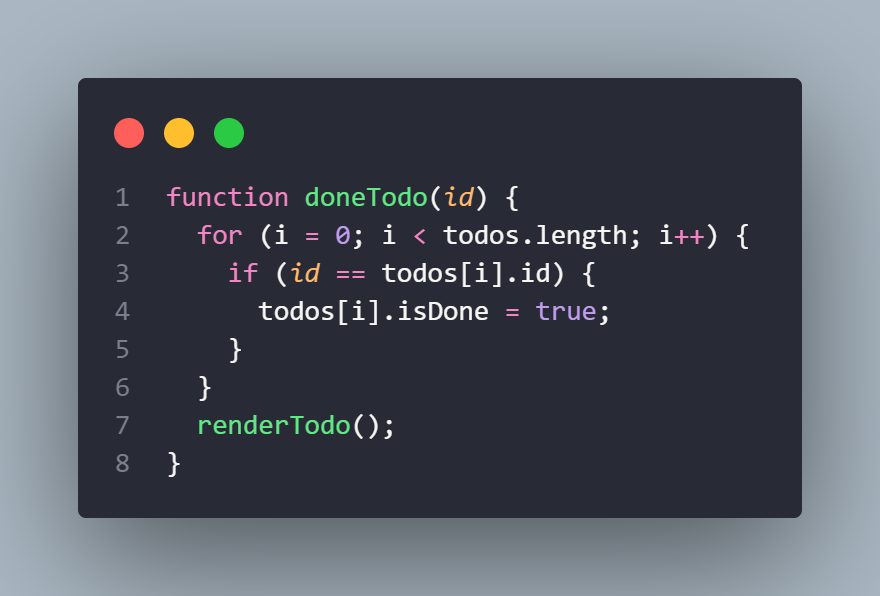 1 function doneTodo(id) {
2   for (i = 0; i < todos.length; i++) {
3     if (id == todos[i].id) {
4       todos[i].isDone = true;
5     }
6   }
7   renderTodo();
8 }